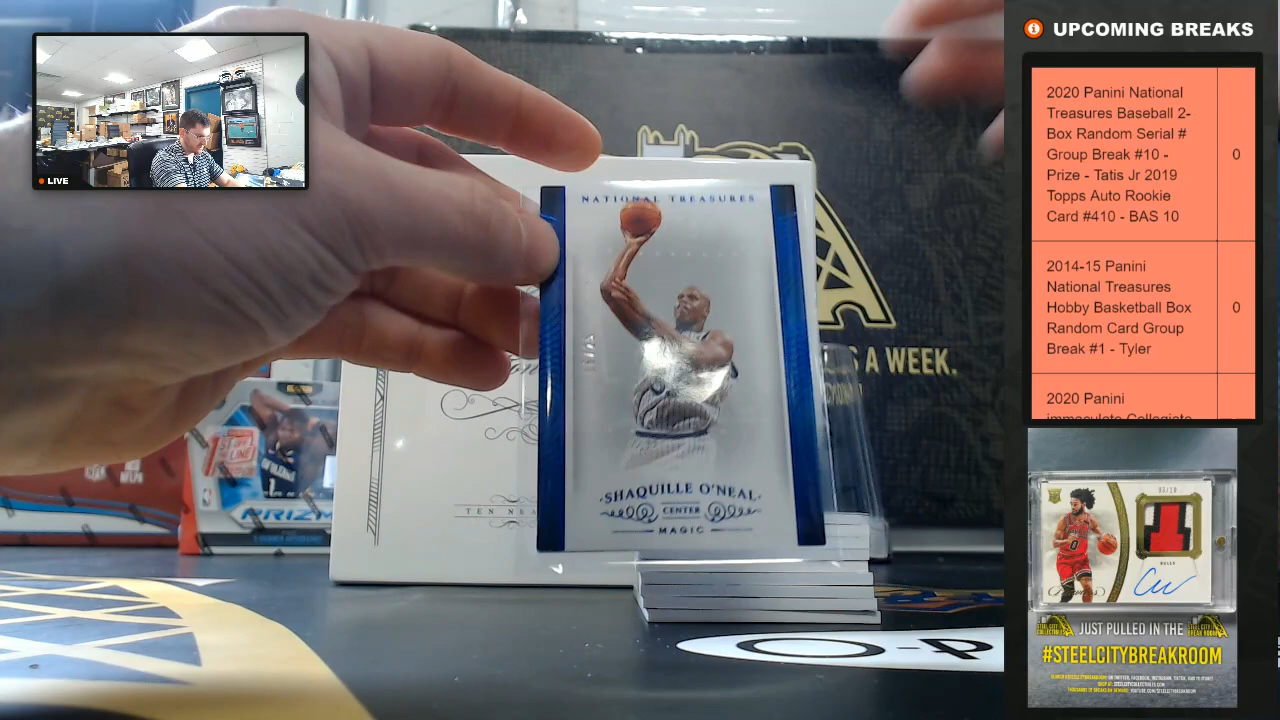 LIVE
NATIONAL TREASURES
SHAQUILLE O'NEAL
CENTER
MAGIC
TEN
S A WEEK.
PRIZM
O-P
UPCOMING BREAKS
2020 Panini National
Treasures Baseball 2-
Box Random Serial #
Group Break #10 -
Prize - Tatis Jr 2019
Topps Auto Rookie
Card #410 - BAS 10
0
2014-15 Panini
National Treasures
Hobby Basketball Box
Random Card Group
Break #1 - Tyler
0
2020 Panini
immaculate Collegiate
JUST PULLED IN THE
#STEELCITYBREAKROOM